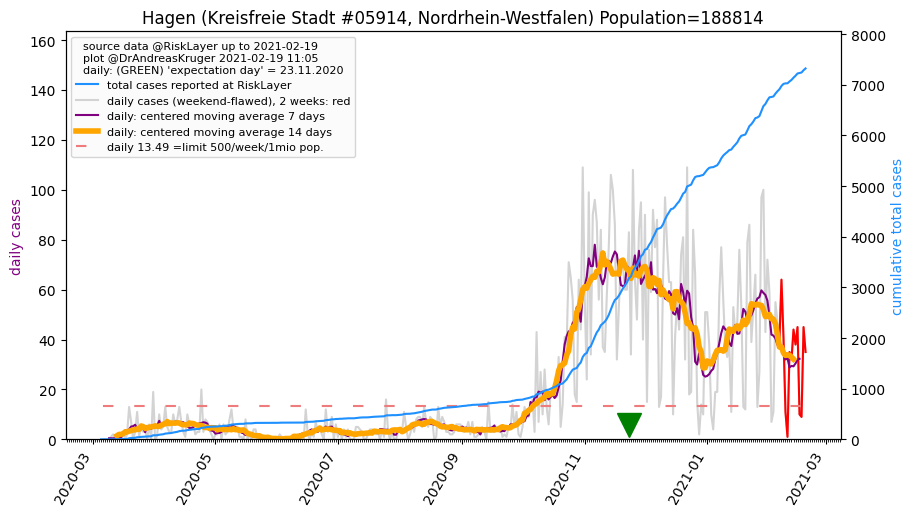 Hagen (Kreisfreie Stadt #05914, Nordrhein-Westfalen) Population=188814
source data @RiskLayer up to 2021-02-19
plot @DrAndreasKruger 2021-02-19 11:05
daily: (GREEN) 'expectation day' = 23.11.2020
total cases reported at RiskLayer
daily cases (weekend-flawed), 2 weeks: red
daily: centered moving average 7 days
daily: centered moving average 14 days
daily 13.49 =limit 500/week/1mio pop.
daily cases
160
140
120
100
80
60
40
20
0
cumulative total cases
8000
7000
6000
5000
4000
3000
2000
1000
0
2020-03
2020-05
2020-07
2020-09
2020-11
2021-01
2021-03